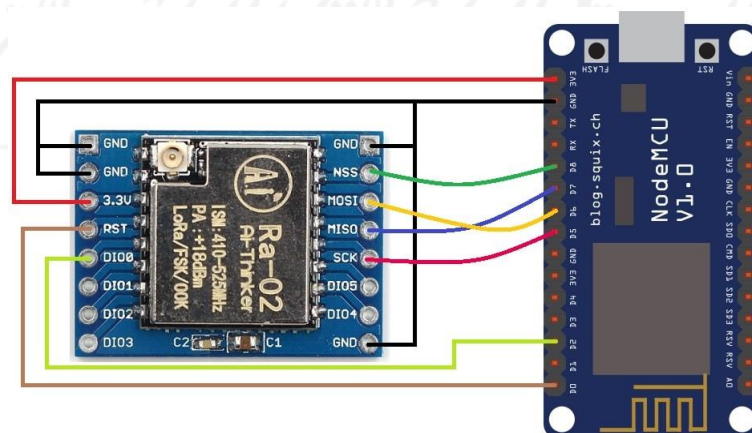 GND
GND
3.3V
RST
DIO0
DIO1
DIO2
DIO3
C2
C1
Ai
Ra-02
AI-Thinker
ISM: 410-525MHz
PA : +18dBm
LoRa/FSK/OOK
GND
NSS
MOSI
MISO
SCK
DIO5
DIO4
GND
FLASH
RST
3V3
GND
TX
RX
D8
D7
D6
D5
GND
3V3
D4
D3
D2
D1
D0
blog.squix.ch
NodeMCU
V1.0
Vin
GND
RST
EN
3V3
GND
CLK
SD0
CMD
SD1
SD2
SD3
RSV
RSV
A0